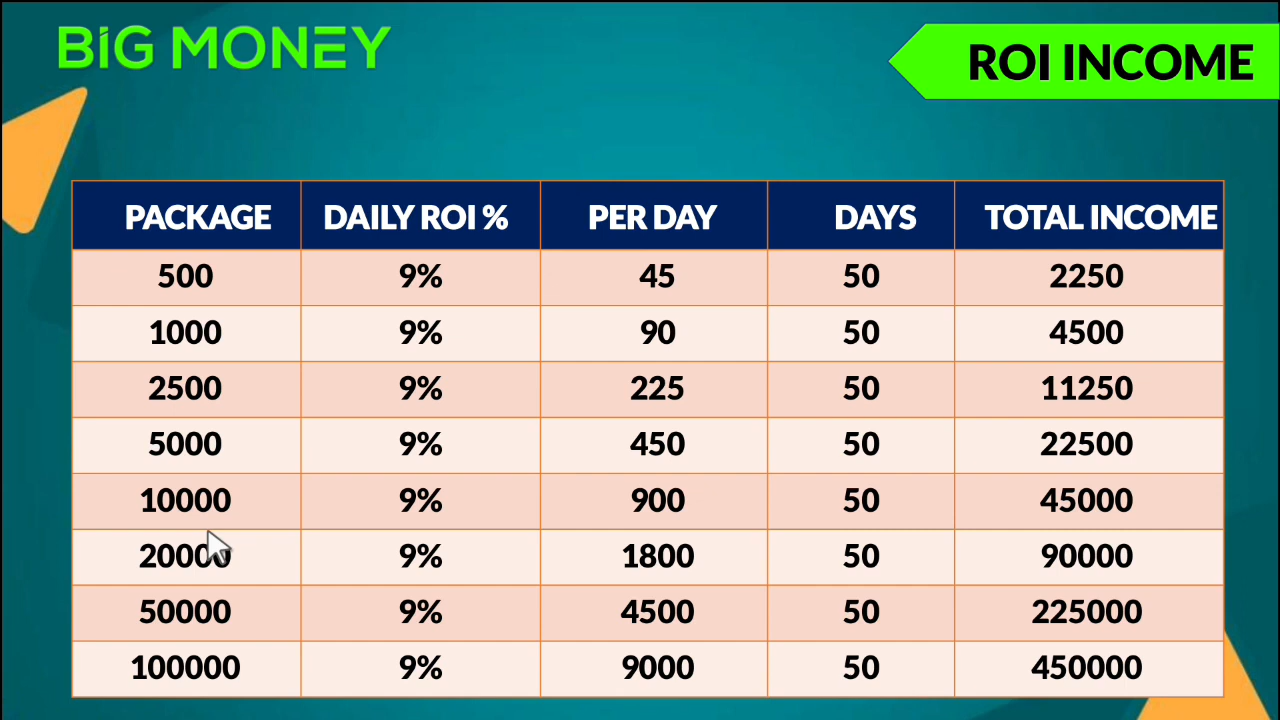 BIG MONEY
ROI INCOME
PACKAGE DAILY ROI % PER DAY DAYS TOTAL INCOME
500 9% 45 50 2250
1000 9% 90 50 4500
2500 9% 225 50 11250
5000 9% 450 50 22500
10000 9% 900 50 45000
20000 9% 1800 50 90000
50000 9% 4500 50 225000
100000 9% 9000 50 450000